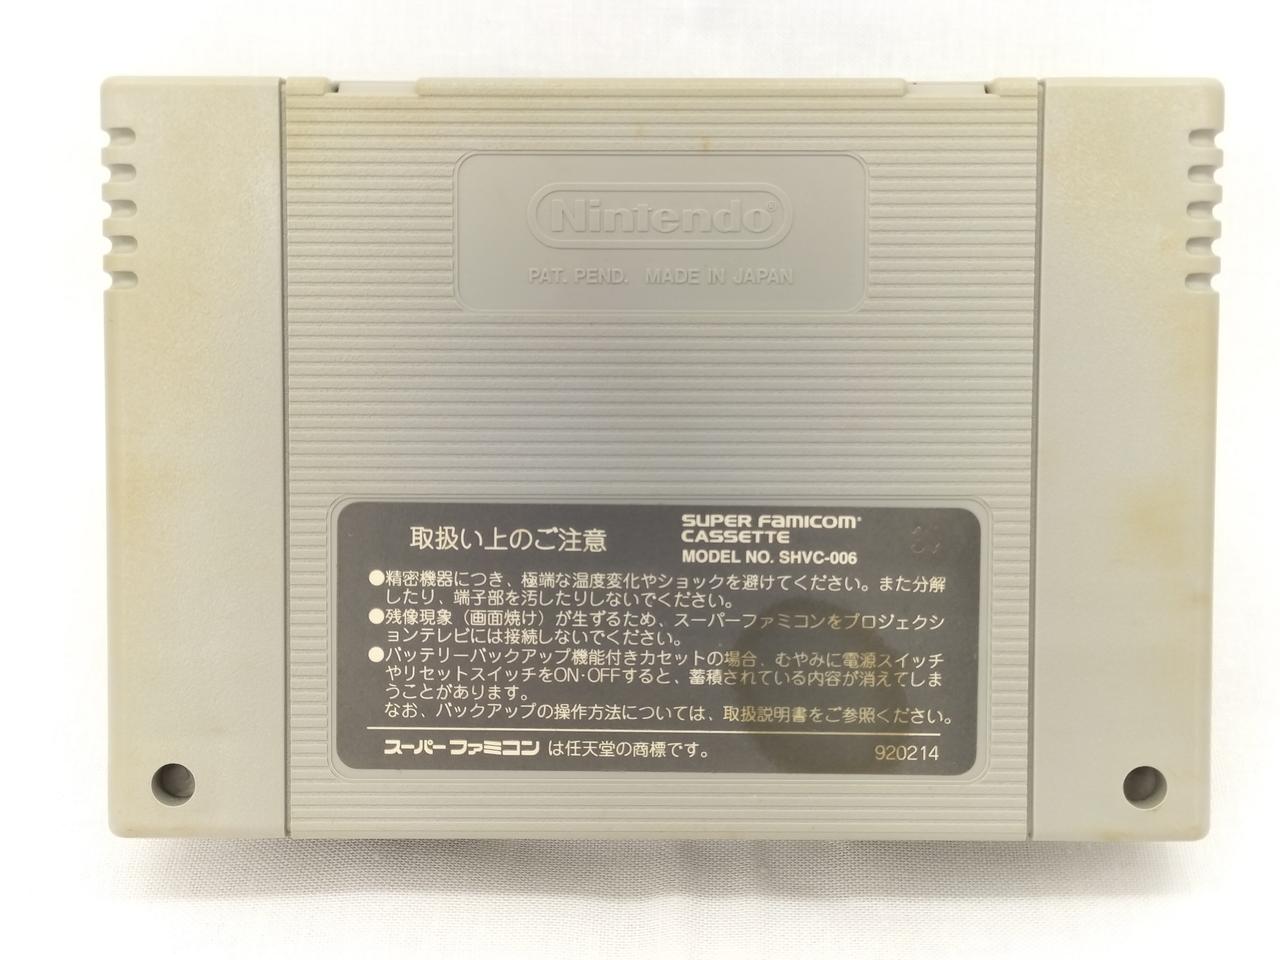 Nintendo®
PAT. PEND. MADE IN JAPAN
取扱い上のご注意
SUPER FAMICOM®
CASSETTE
MODEL NO. SHVC-006
●精密機器につき、極端な温度変化やショックを避けてください。また分解
したり、端子部を汚したりしないでください。
●残像現象（画面焼け）が生ずるため、スーパーファミコンをプロジェクシ
ョンテレビには接続しないでください。
●バッテリーバックアップ機能付きカセットの場合、むやみに電源スイッチ
やリセットスイッチをON・OFFすると、蓄積されている内容が消えてしま
うことがあります。
なお、バックアップの操作方法については、取扱説明書をご参照ください。
スーパーファミコン は任天堂の商標です。
920214